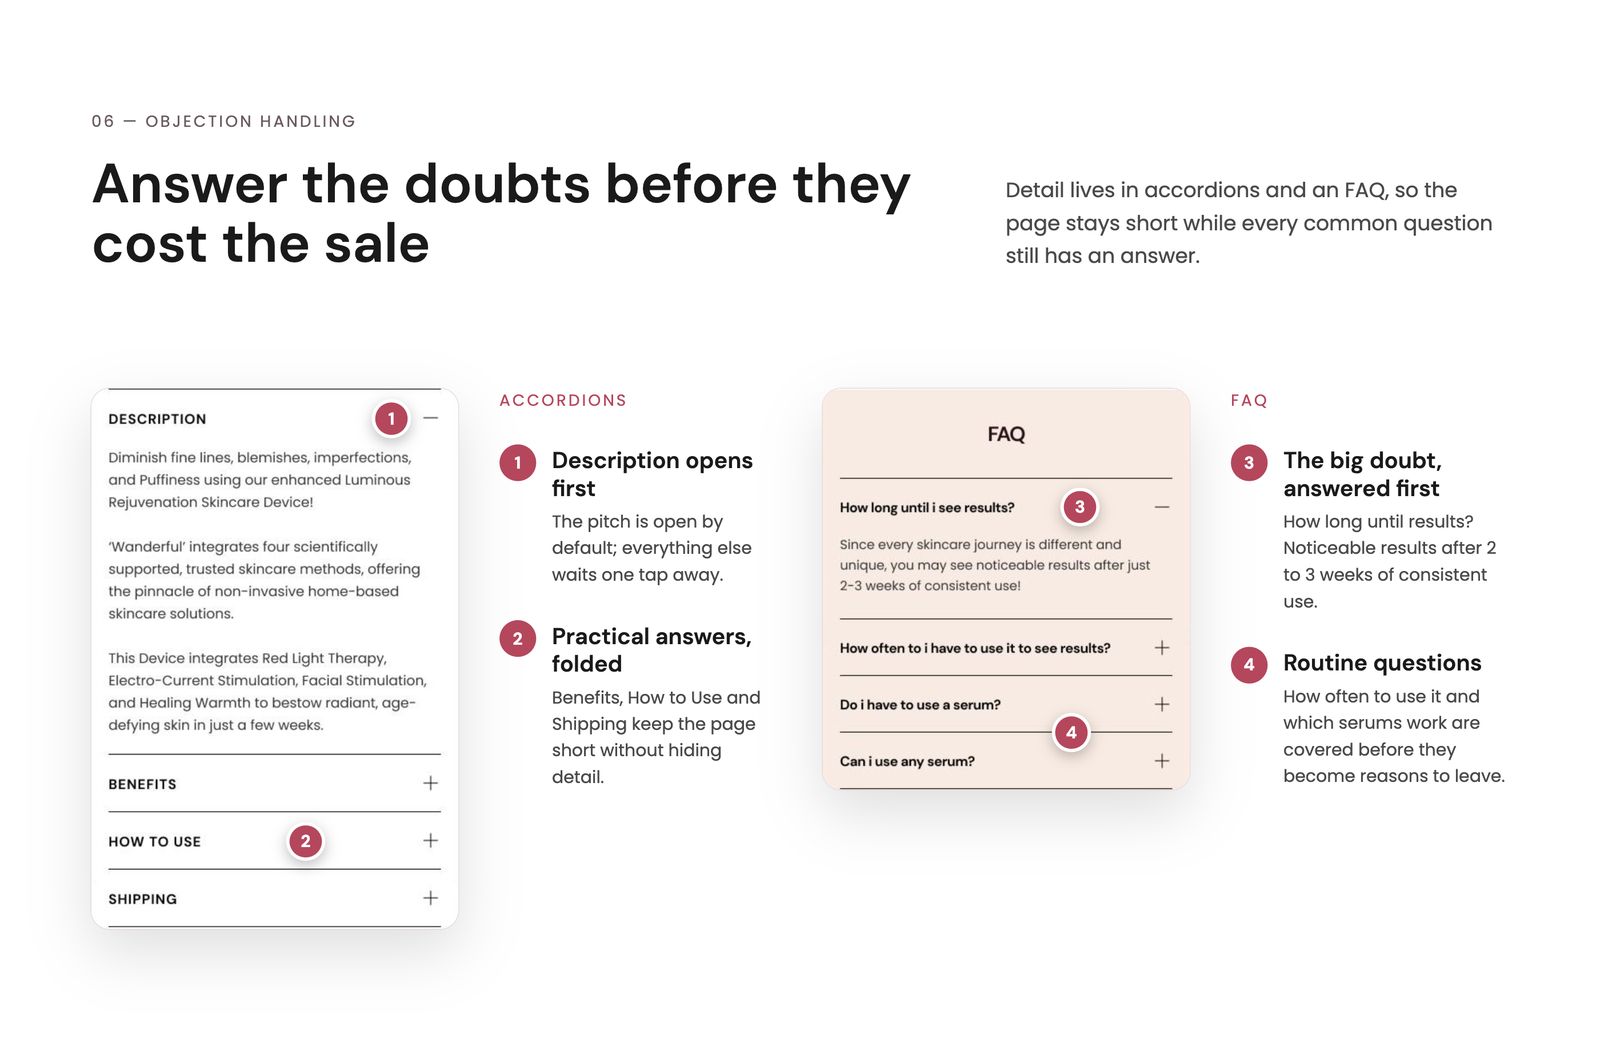 06 — OBJECTION HANDLING
Answer the doubts before they
cost the sale
Detail lives in accordions and an FAQ, so the
page stays short while every common question
still has an answer.
DESCRIPTION
1
Diminish fine lines, blemishes, imperfections,
and Puffiness using our enhanced Luminous
Rejuvenation Skincare Device!
‘Wanderful’ integrates four scientifically
supported, trusted skincare methods, offering
the pinnacle of non-invasive home-based
skincare solutions.
This Device integrates Red Light Therapy,
Electro-Current Stimulation, Facial Stimulation,
and Healing Warmth to bestow radiant, age-
defying skin in just a few weeks.
BENEFITS
HOW TO USE
2
SHIPPING
ACCORDIONS
1
Description opens
first
The pitch is open by
default; everything else
waits one tap away.
2
Practical answers,
folded
Benefits, How to Use and
Shipping keep the page
short without hiding
detail.
FAQ
How long until i see results?
3
Since every skincare journey is different and
unique, you may see noticeable results after just
2-3 weeks of consistent use!
How often to i have to use it to see results?
Do i have to use a serum?
4
Can i use any serum?
FAQ
3
The big doubt,
answered first
How long until results?
Noticeable results after 2
to 3 weeks of consistent
use.
4
Routine questions
How often to use it and
which serums work are
covered before they
become reasons to leave.